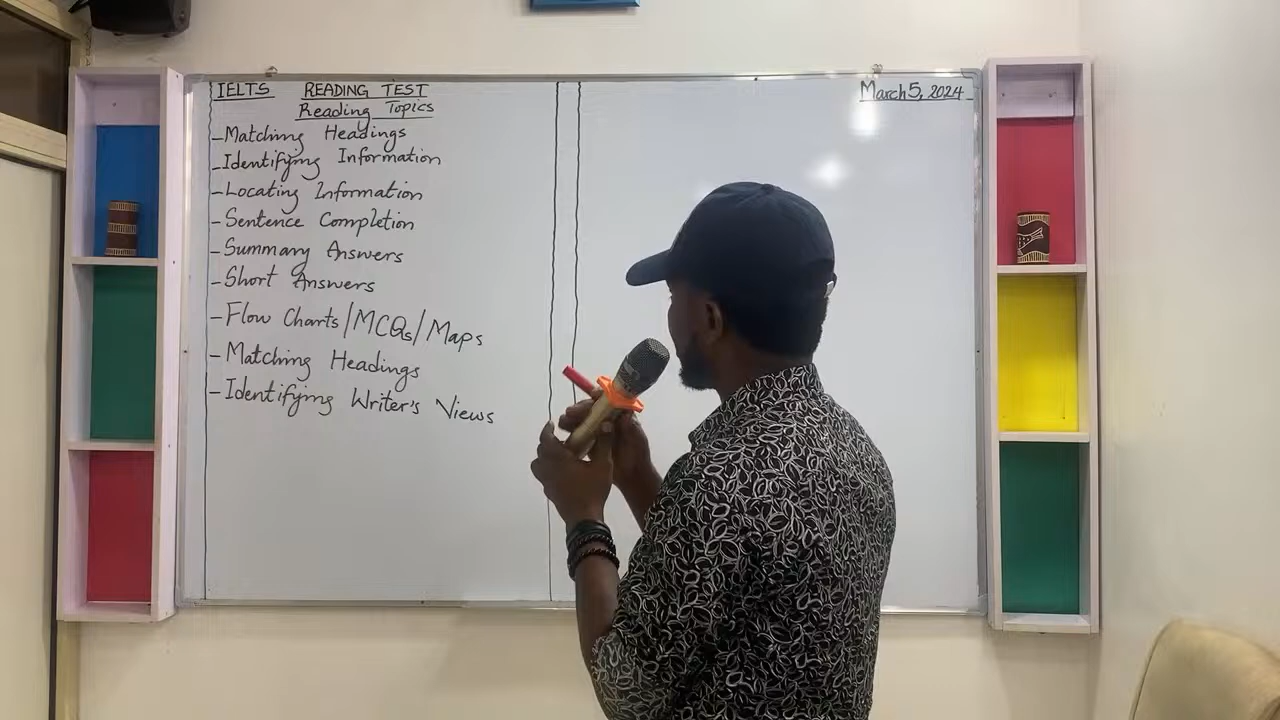 IELTS READING TEST
Reading Topics
March 5, 2024
-Matching Headings
-Identifying Information
-Locating Information
-Sentence Completion
-Summary Answers
-Short Answers
-Flow Charts/MCQs/Maps
-Matching Headings
-Identifying Writer's Views